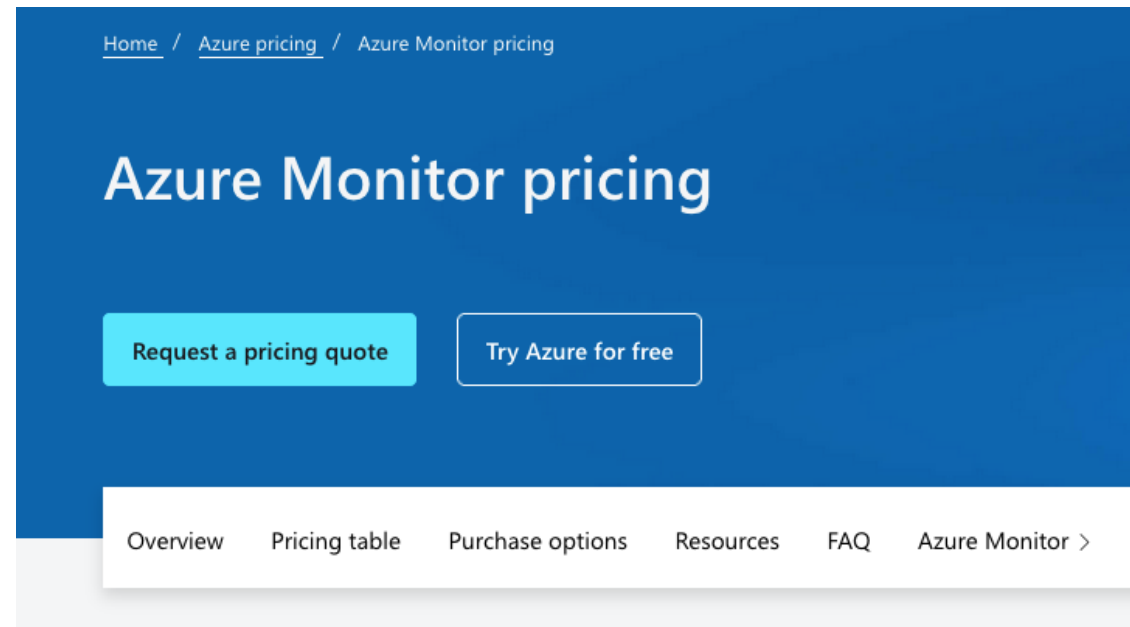 Home / Azure pricing / Azure Monitor pricing
Azure Monitor pricing
Request a pricing quote Try Azure for free
Overview Pricing table Purchase options Resources FAQ Azure Monitor >